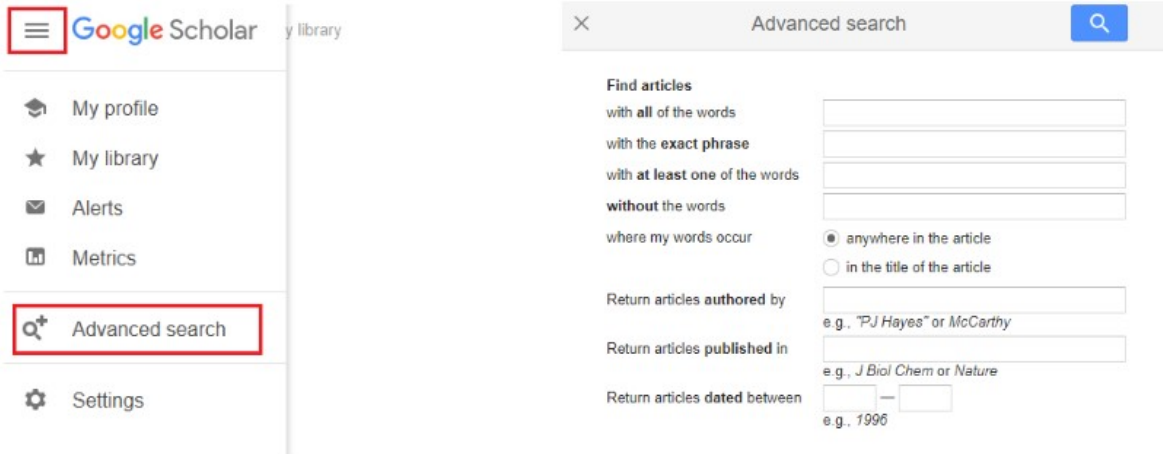 Google Scholar
y library
My profile
My library
Alerts
Metrics
Advanced search
Settings
Advanced search
Find articles
with all of the words
with the exact phrase
with at least one of the words
without the words
where my words occur
anywhere in the article
in the title of the article
Return articles authored by
e.g., "PJ Hayes" or McCarthy
Return articles published in
e.g., J Biol Chem or Nature
Return articles dated between
—
e.g., 1996